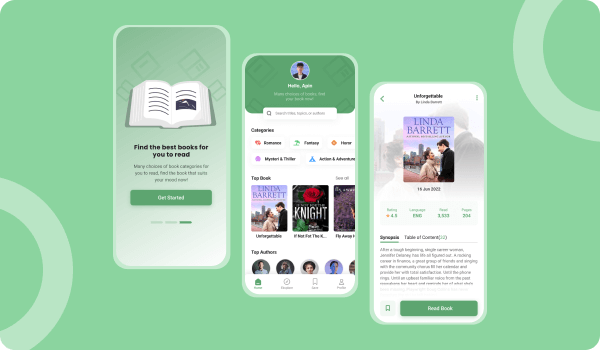 Find the best books for
you to read
Many choices of book categories for
you to read, find the book that suits
your mood now!
Get Started
Hello, Apin
Many choices of books, find
your book now!
Search title, topics, or authors
Categories
Romance
Fantasy
Horor
Mysteri & Thriller
Action & Adventure
Top Book
See all
LINDA
BARRETT
Unforgettable
KNIGHT
If Not For The K...
Fly Away H
Top Authors
Home
Discover
Save
Profile
Unforgettable
By Linda Barrett
LINDA
BARRETT
16 Jun 2022
Rating
Language
Read
Pages
4.5
ENG
3,533
204
Synopsis
Table of Content(22)
After a tough beginning, single career woman,
Jennifer Delaney has life all figured out. A rocking
career in finance, a great group of friends and singing
with the community chorus fill her calendar and
provide her with total satisfaction. Until the phone
rings. Until an upbeat familiar voice from the past
Read Book